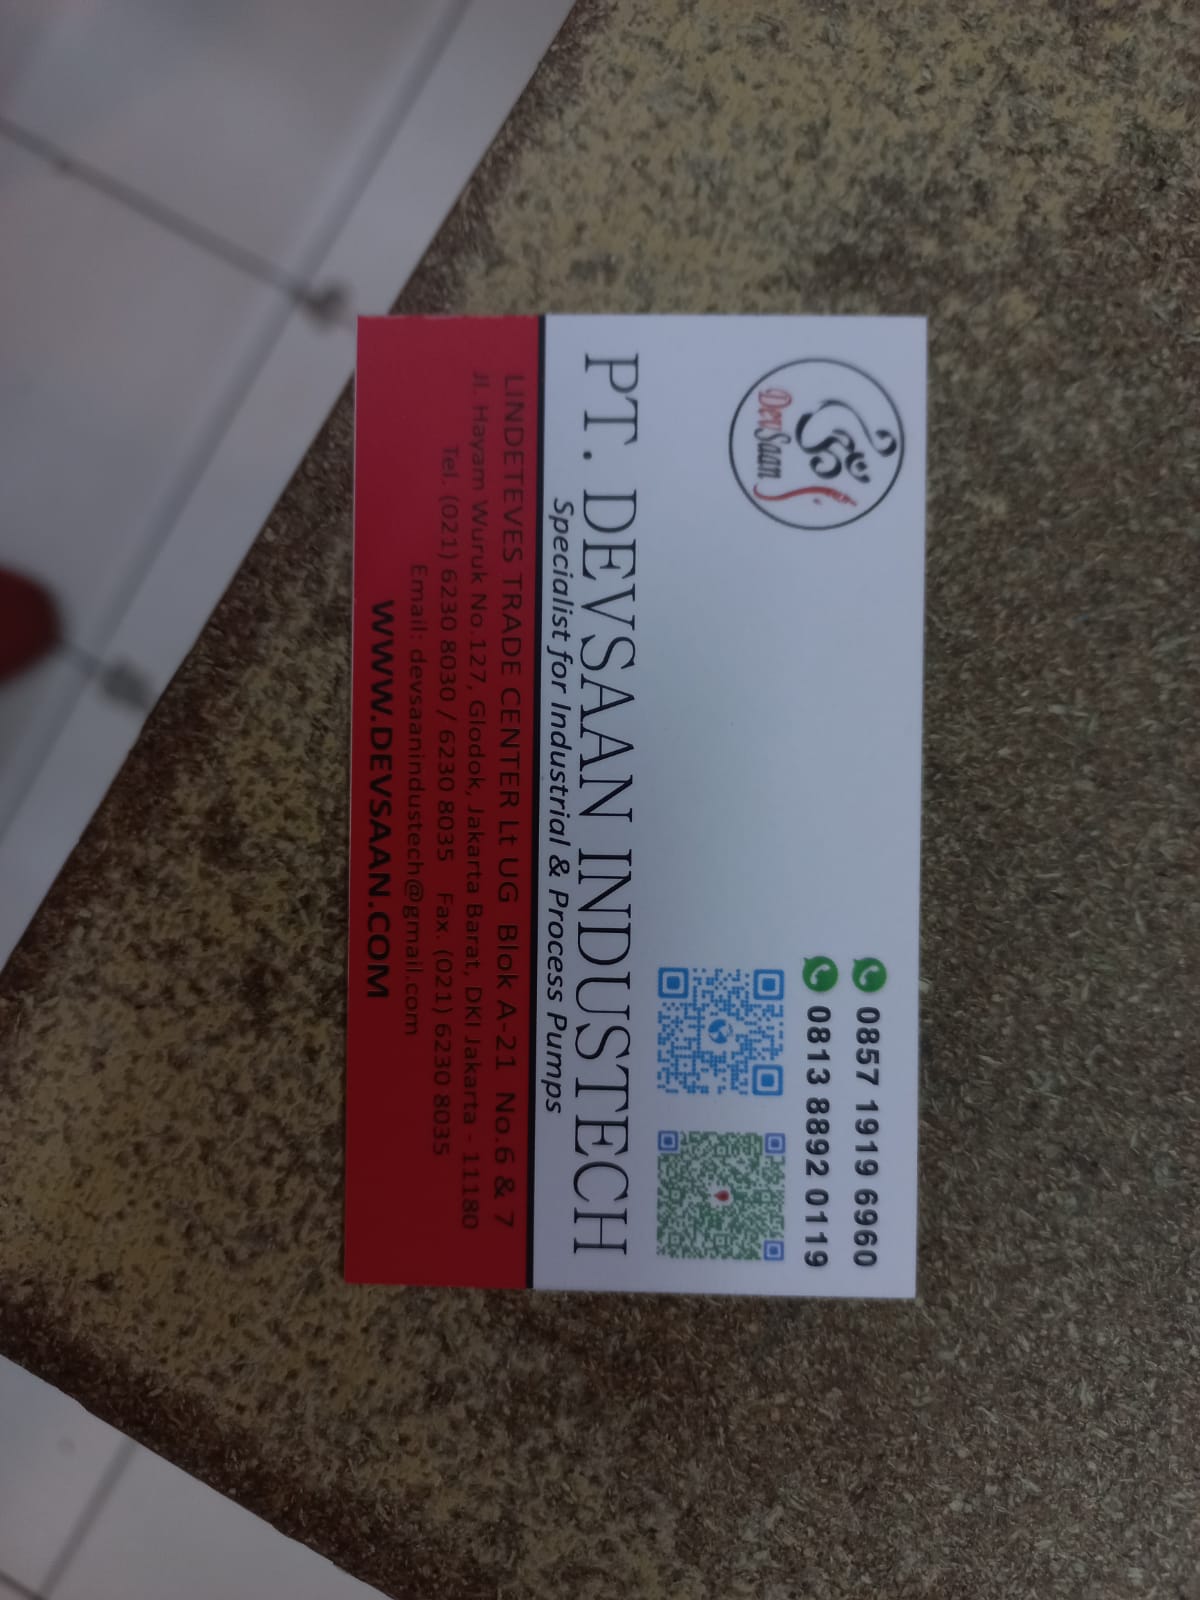 DevSaan
0857 1919 6960
0813 8892 0119
PT. DEVSAAN INDUSTECH
Specialist for Industrial & Process Pumps
LINDETEVES TRADE CENTER Lt UG Blok A-21 No.6 & 7
Jl. Hayam Wuruk No.127, Glodok, Jakarta Barat, DKI Jakarta - 11180
Tel. (021) 6230 8030 / 6230 8035 Fax. (021) 6230 8035
Email: devsaanindustech@gmail.com
WWW.DEVSAAN.COM